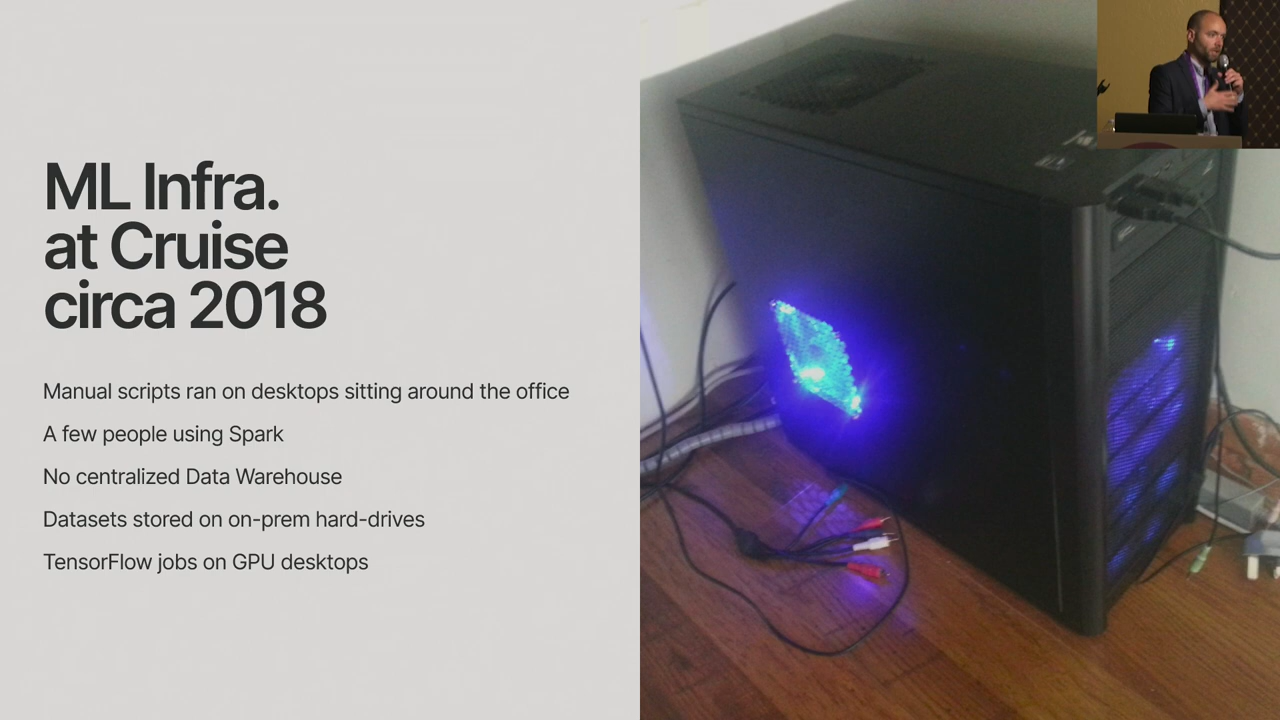 ML Infra.
at Cruise
circa 2018
Manual scripts ran on desktops sitting around the office
A few people using Spark
No centralized Data Warehouse
Datasets stored on on-prem hard-drives
TensorFlow jobs on GPU desktops